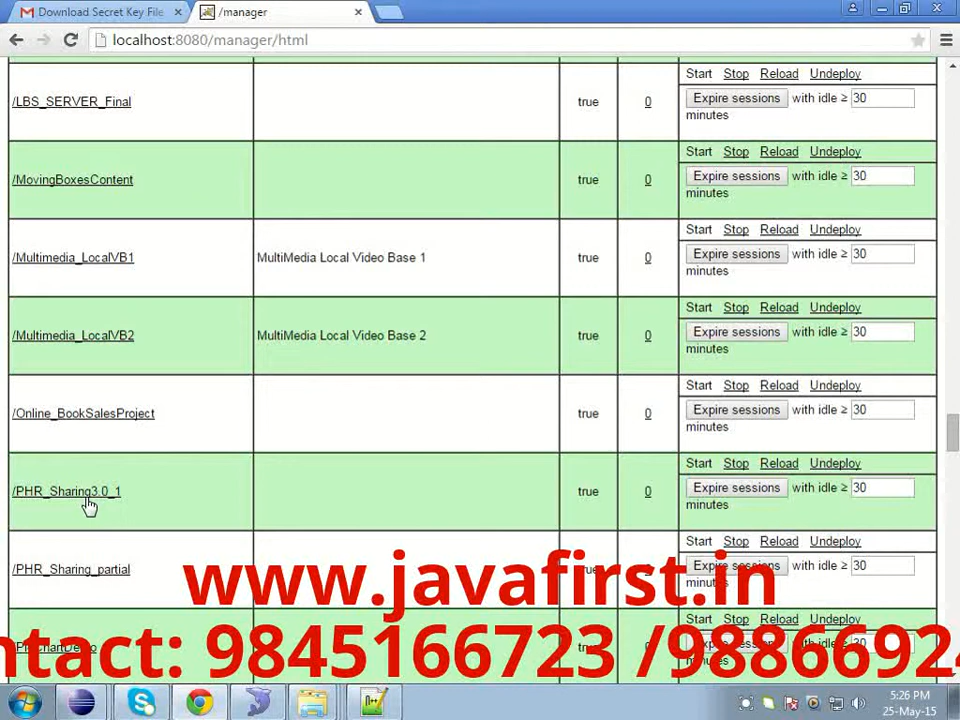 Download Secret Key File
/manager
localhost:8080/manager/html
Start Stop Reload Undeploy
/LBS_SERVER_Final true 0 Expire sessions with idle ≥ 30
minutes
Start Stop Reload Undeploy
/MovingBoxesContent true 0 Expire sessions with idle ≥ 30
minutes
Start Stop Reload Undeploy
/Multimedia_LocalVB1 MultiMedia Local Video Base 1 true 0 Expire sessions with idle ≥ 30
minutes
Start Stop Reload Undeploy
/Multimedia_LocalVB2 MultiMedia Local Video Base 2 true 0 Expire sessions with idle ≥ 30
minutes
Start Stop Reload Undeploy
/Online_BookSalesProject true 0 Expire sessions with idle ≥ 30
minutes
Start Stop Reload Undeploy
/PHR_Sharing3.0_1 true 0 Expire sessions with idle ≥ 30
minutes
Start Stop Reload Undeploy
/PHR_Sharing_partial Expire sessions with idle ≥ 30
minutes
www.javafirst.in
Start Stop Reload Undeploy
ntact: 9845166723 /98866924
minutes
5:26 PM
25-May-15